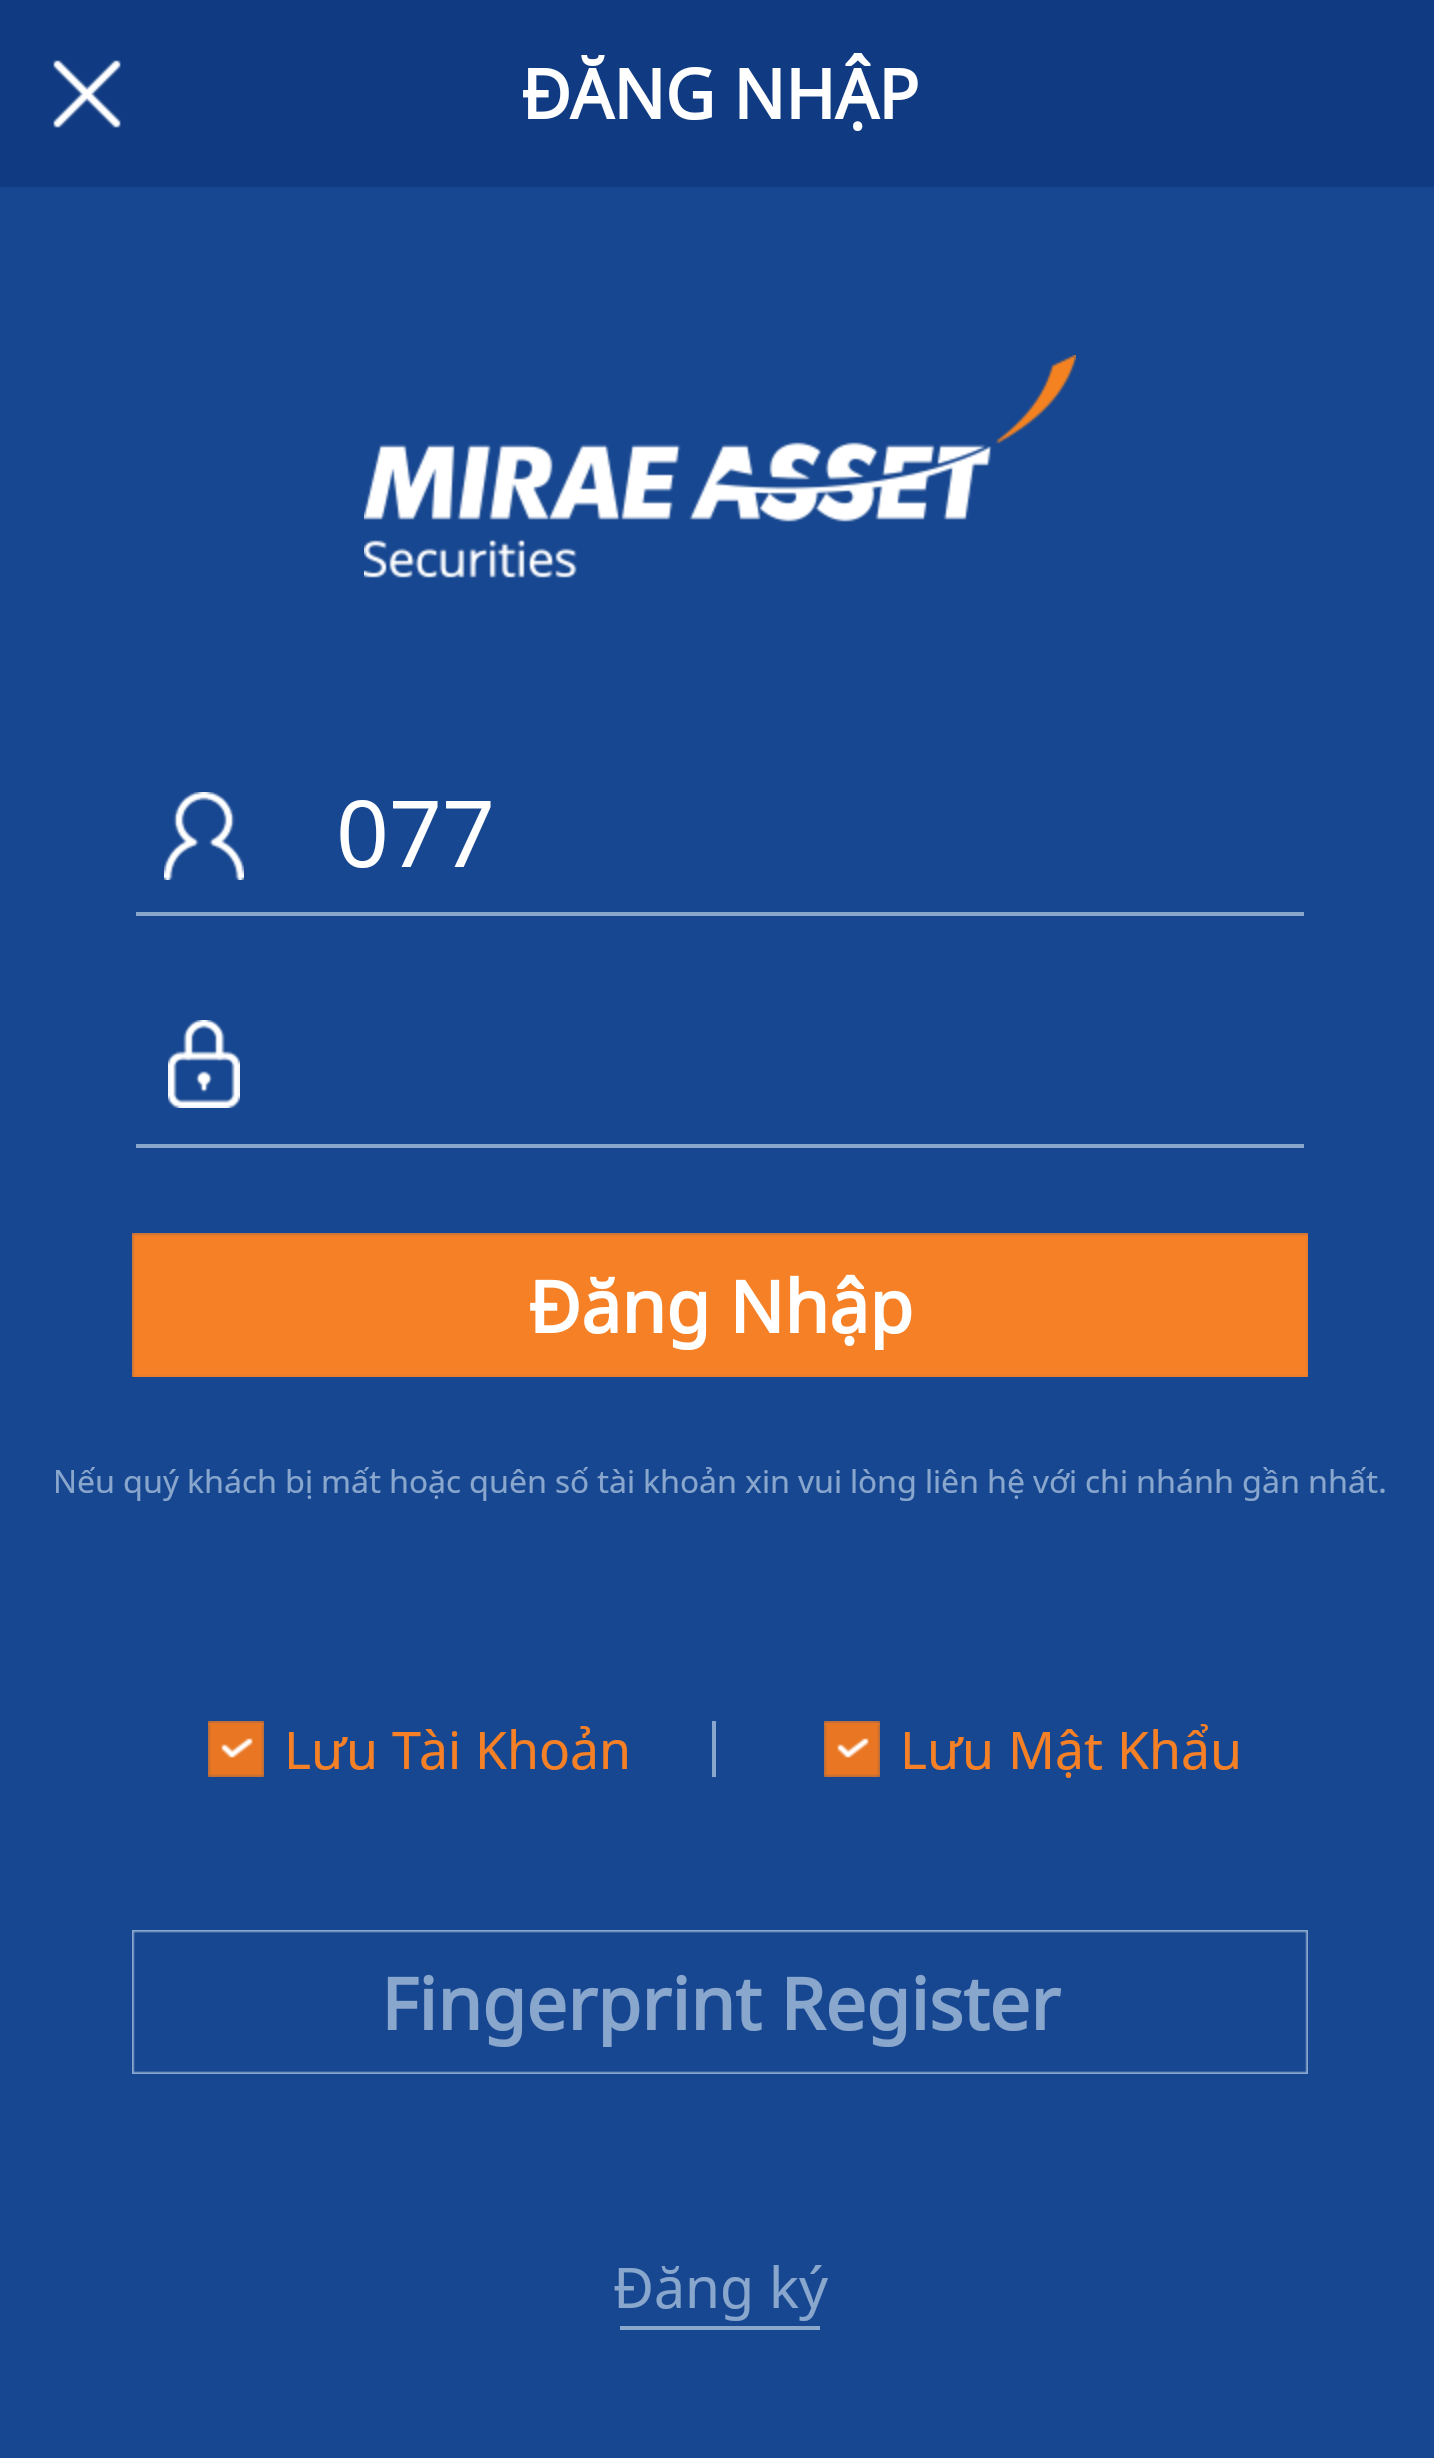 ĐĂNG NHẬP
MIRAE ASSET
Securities
077
Đăng Nhập
Nếu quý khách bị mất hoặc quên số tài khoản xin vui lòng liên hệ với chi nhánh gần nhất.
Lưu Tài Khoản | Lưu Mật Khẩu
Fingerprint Register
Đăng ký